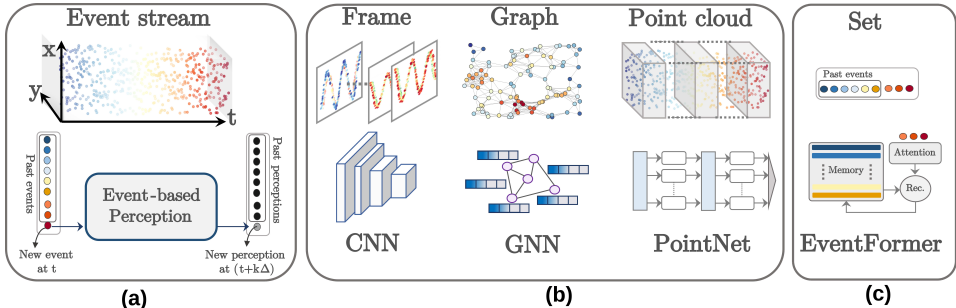 Event stream
x
y
t
Past events
Event-based
Perception
Past perceptions
New event
at t
New perception
at (t+kΔ)
(a)
Frame
Graph
Point cloud
CNN
GNN
PointNet
(b)
Set
Past events
Memory
Attention
Rec.
EventFormer
(c)